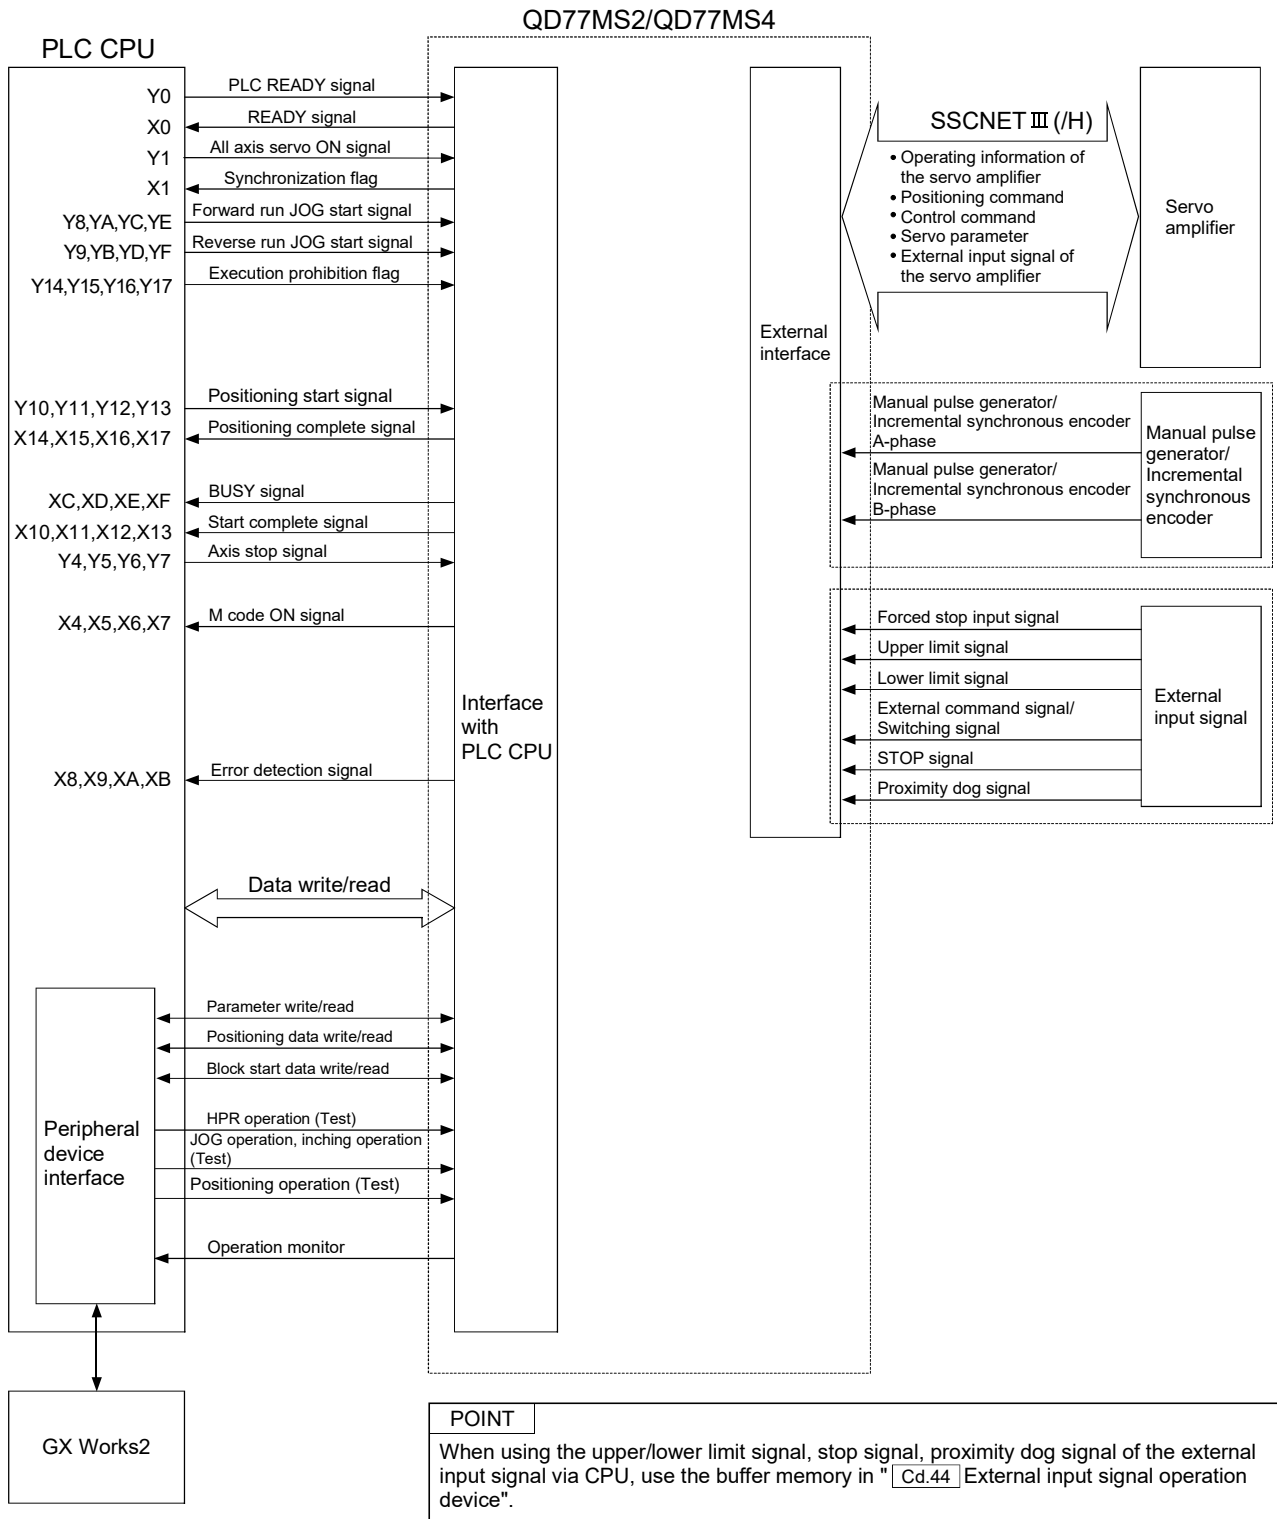 QD77MS2/QD77MS4
PLC CPU
Y0
PLC READY signal
X0
READY signal
Y1
All axis servo ON signal
X1
Synchronization flag
Y8,YA,YC,YE
Forward run JOG start signal
Y9,YB,YD,YF
Reverse run JOG start signal
Y14,Y15,Y16,Y17
Execution prohibition flag
Y10,Y11,Y12,Y13
Positioning start signal
X14,X15,X16,X17
Positioning complete signal
XC,XD,XE,XF
BUSY signal
X10,X11,X12,X13
Start complete signal
Y4,Y5,Y6,Y7
Axis stop signal
X4,X5,X6,X7
M code ON signal
X8,X9,XA,XB
Error detection signal
Data write/read
Interface
with
PLC CPU
Peripheral
device
interface
Parameter write/read
Positioning data write/read
Block start data write/read
HPR operation (Test)
JOG operation, inching operation
(Test)
Positioning operation (Test)
Operation monitor
GX Works2
External
interface
SSCNETⅢ(/H)
• Operating information of
the servo amplifier
• Positioning command
• Control command
• Servo parameter
• External input signal of
the servo amplifier
Servo
amplifier
Manual pulse generator/
Incremental synchronous encoder
A-phase
Manual pulse generator/
Incremental synchronous encoder
B-phase
Manual pulse
generator/
Incremental
synchronous
encoder
Forced stop input signal
Upper limit signal
Lower limit signal
External command signal/
Switching signal
STOP signal
Proximity dog signal
External
input signal
POINT
When using the upper/lower limit signal, stop signal, proximity dog signal of the external
input signal via CPU, use the buffer memory in " Cd.44 External input signal operation
device".